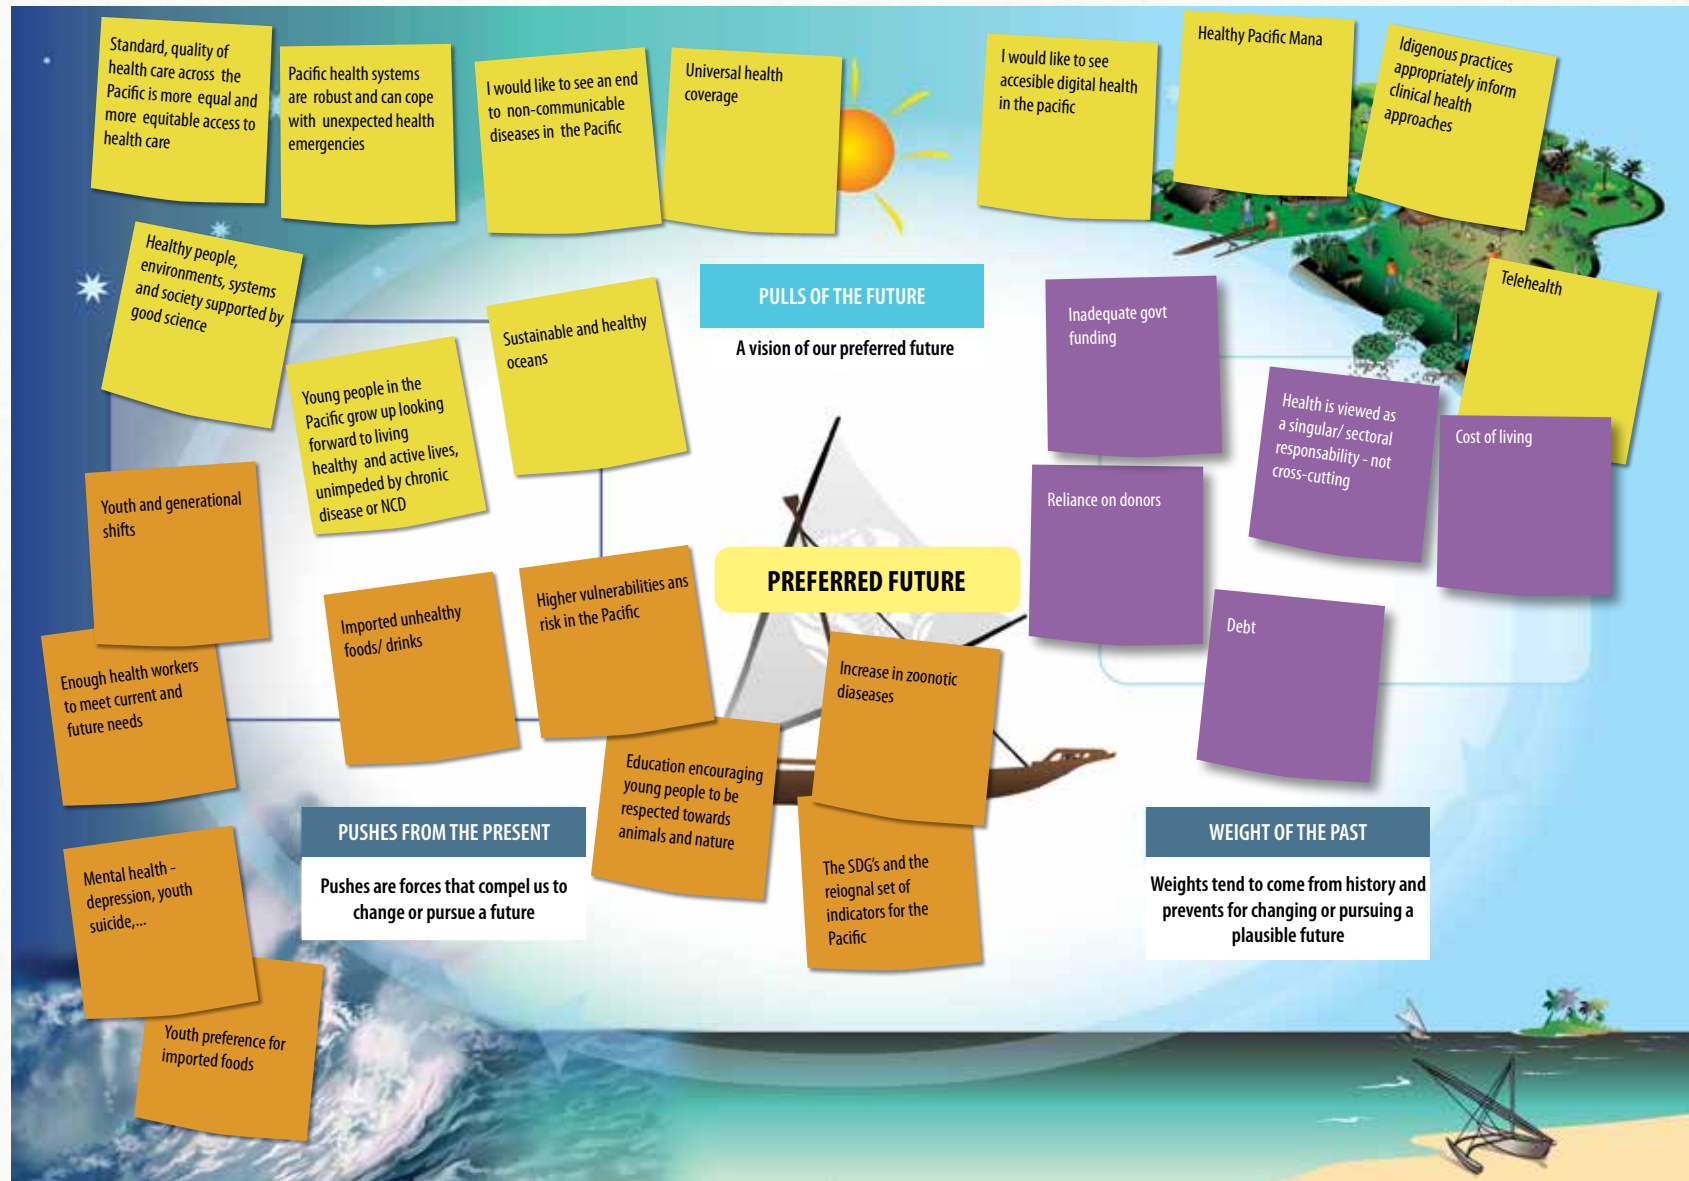 Standard, quality of
health care across the
Pacific is more equal and
more equitable access to
health care
Pacific health systems
are robust and can cope
with unexpected health
emergencies
I would like to see an end
to non-communicable
diseases in the Pacific
Universal health
coverage
I would like to see
accesible digital health
in the pacific
Healthy Pacific Mana
Idigenous practices
appropriately inform
clinical health
approaches
Healthy people,
environments, systems
and society supported by
good science
Young people in the
Pacific grow up looking
forward to living
healthy and active lives,
unimpeded by chronic
disease or NCD
Sustainable and healthy
oceans
PULLS OF THE FUTURE
A vision of our preferred future
Telehealth
Inadequate govt
funding
Health is viewed as
a singular/ sectoral
responsability - not
cross-cutting
Cost of living
Reliance on donors
Debt
PREFERRED FUTURE
Youth and generational
shifts
Enough health workers
to meet current and
future needs
Imported unhealthy
foods/ drinks
Higher vulnerabilities ans
risk in the Pacific
Education encouraging
young people to be
respected towards
animals and nature
Increase in zoonotic
diaseases
The SDG's and the
reiognal set of
indicators for the
Pacific
Mental health -
depression, youth
suicide,...
Youth preference for
imported foods
PUSHES FROM THE PRESENT
Pushes are forces that compel us to
change or pursue a future
WEIGHT OF THE PAST
Weights tend to come from history and
prevents for changing or pursuing a
plausible future